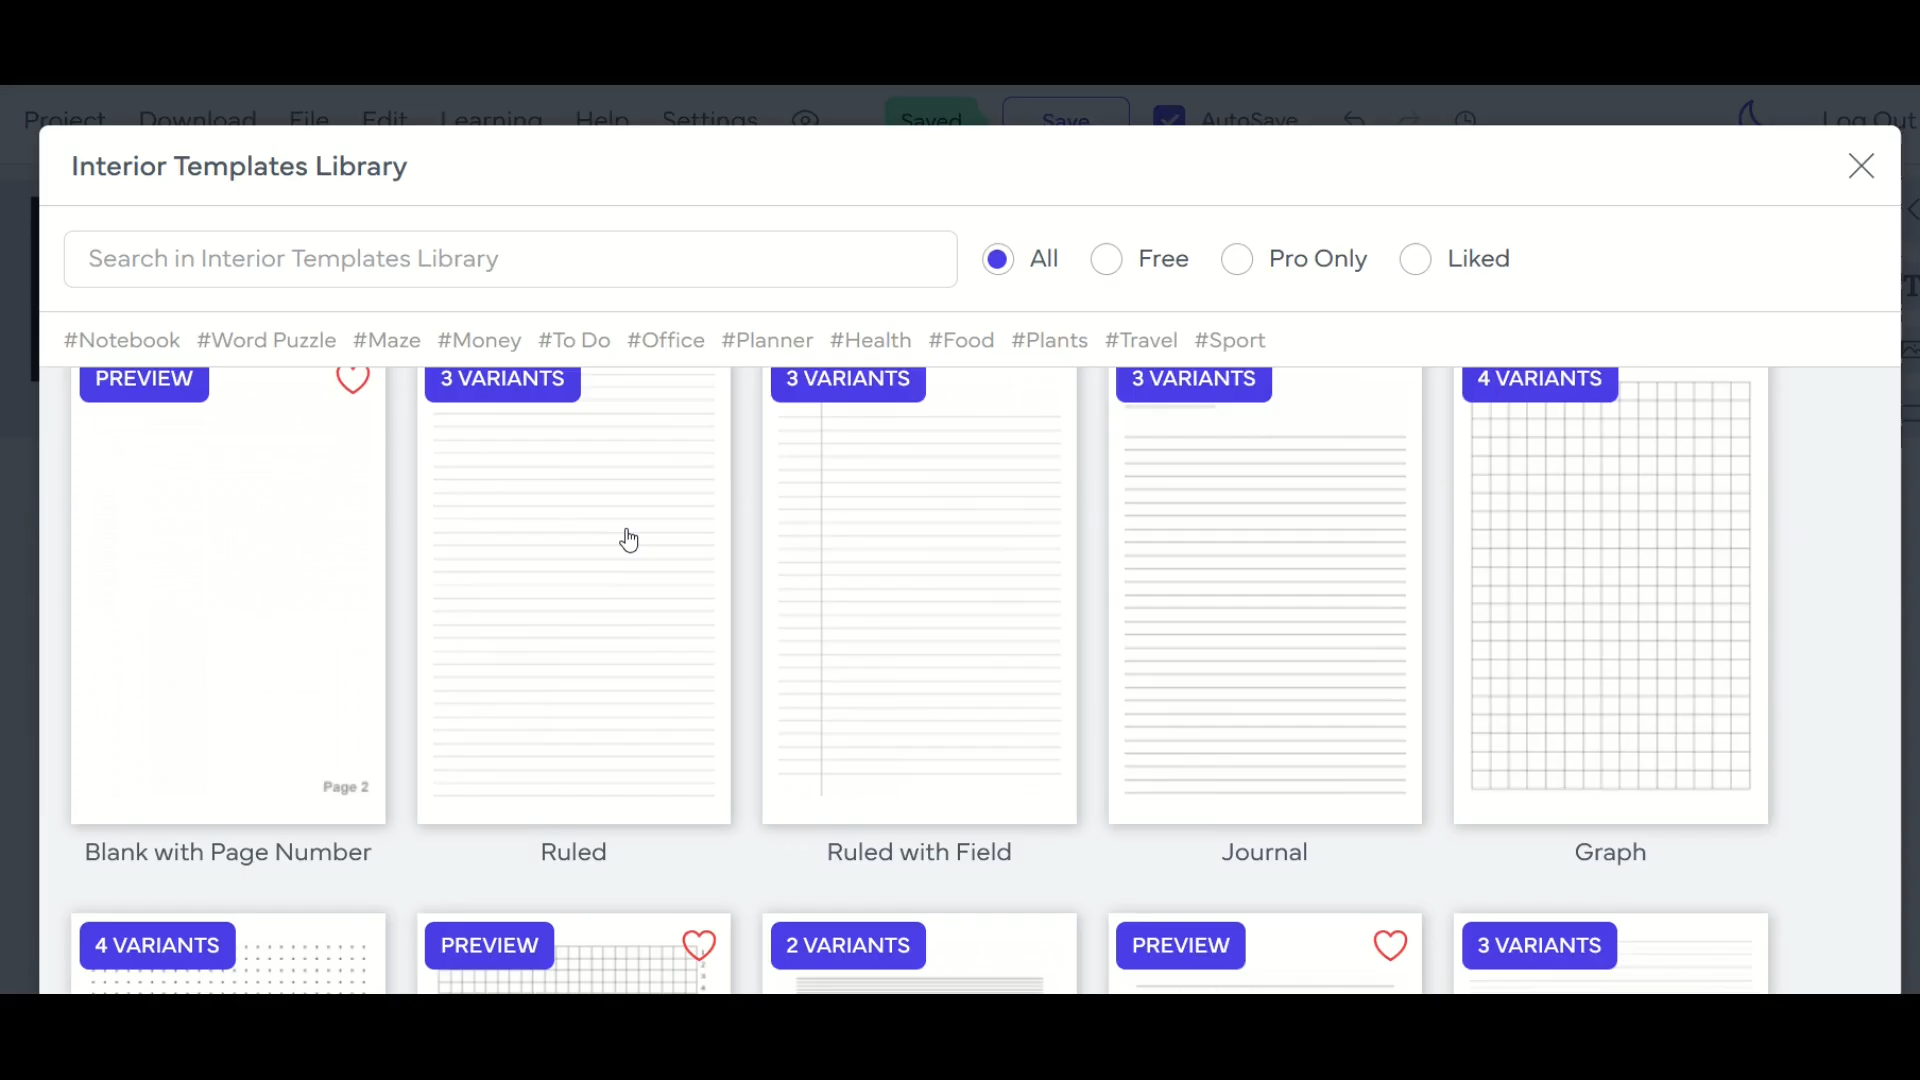 Project Download File Edit Learning Help Settings Saved Save AutoSave Log Out
Interior Templates Library
Search in Interior Templates Library
All Free Pro Only Liked
#Notebook #Word Puzzle #Maze #Money #To Do #Office #Planner #Health #Food #Plants #Travel #Sport
PREVIEW 3 VARIANTS 3 VARIANTS 3 VARIANTS 4 VARIANTS
Page 2
Blank with Page Number Ruled Ruled with Field Journal Graph
4 VARIANTS PREVIEW 2 VARIANTS PREVIEW 3 VARIANTS